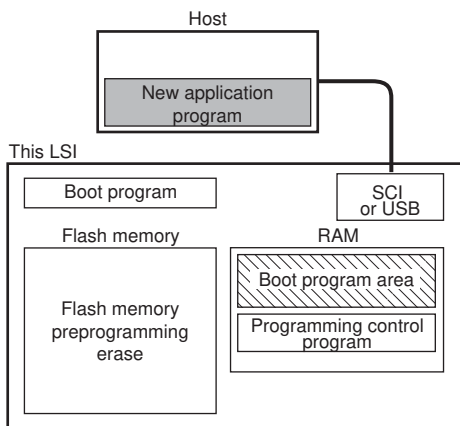 Host
New application
program
This LSI
Boot program
SCI
or USB
Flash memory
RAM
Flash memory
preprogramming
erase
Boot program area
Programming control
program